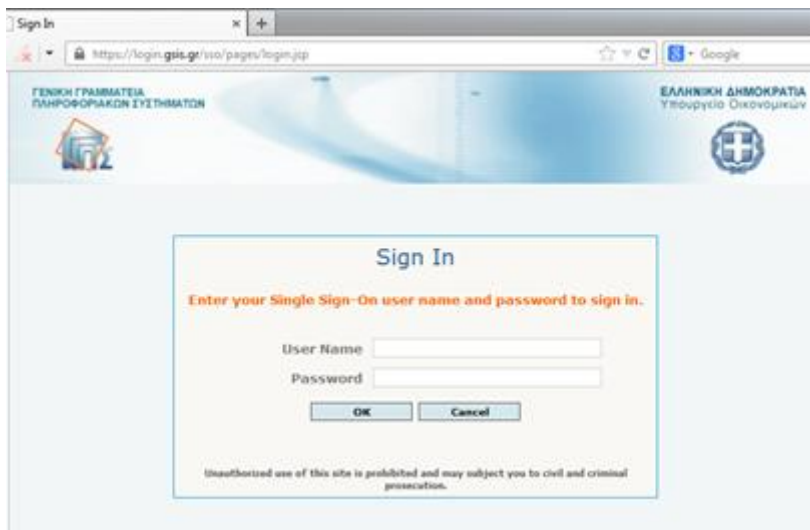 Sign In
https://login.gsis.gr/sso/pages/login.jsp
Google
ΓΕΝΙΚΗ ΓΡΑΜΜΑΤΕΙΑ
ΠΛΗΡΟΦΟΡΙΑΚΩΝ ΣΥΣΤΗΜΑΤΩΝ
ΕΛΛΗΝΙΚΗ ΔΗΜΟΚΡΑΤΙΑ
Υπουργείο Οικονομικών
Sign In
Enter your Single Sign-On user name and password to sign in.
User Name
Password
OK
Cancel
Unauthorized use of this site is prohibited and may subject you to civil and criminal
prosecution.